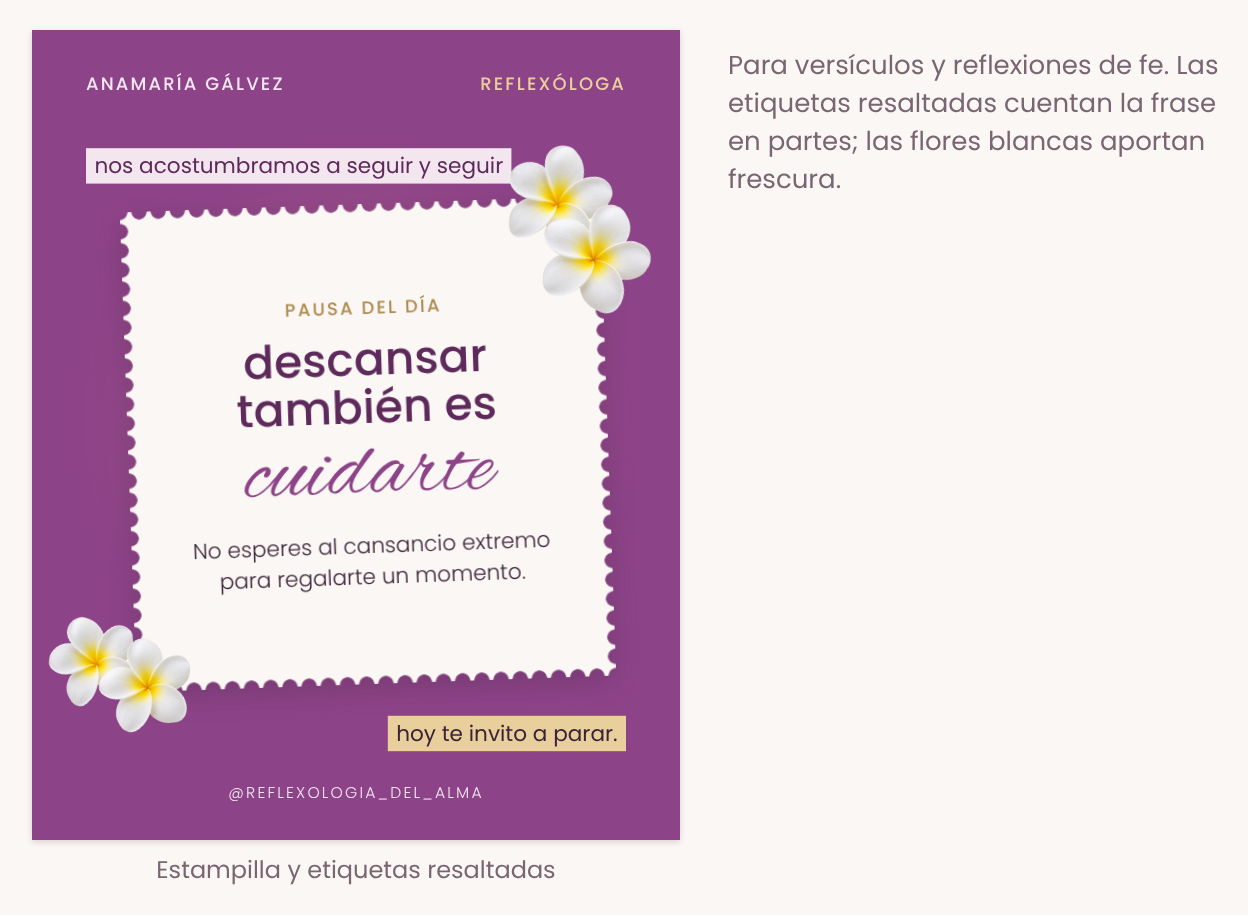 ANAMARÍA GÁLVEZ
REFLEXÓLOGA
nos acostumbramos a seguir y seguir
PAUSA DEL DÍA
descansar
también es
cuidarte
No esperes al cansancio extremo
para regalarte un momento.
hoy te invito a parar.
@REFLEXOLOGIA_DEL_ALMA
Estampilla y etiquetas resaltadas
Para versículos y reflexiones de fe. Las
etiquetas resaltadas cuentan la frase
en partes; las flores blancas aportan
frescura.